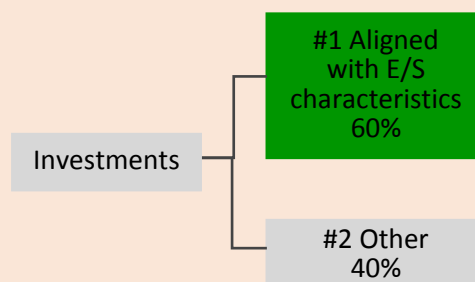 #1 Aligned
with E/S
characteristics
60%
Investments
#2 Other
40%